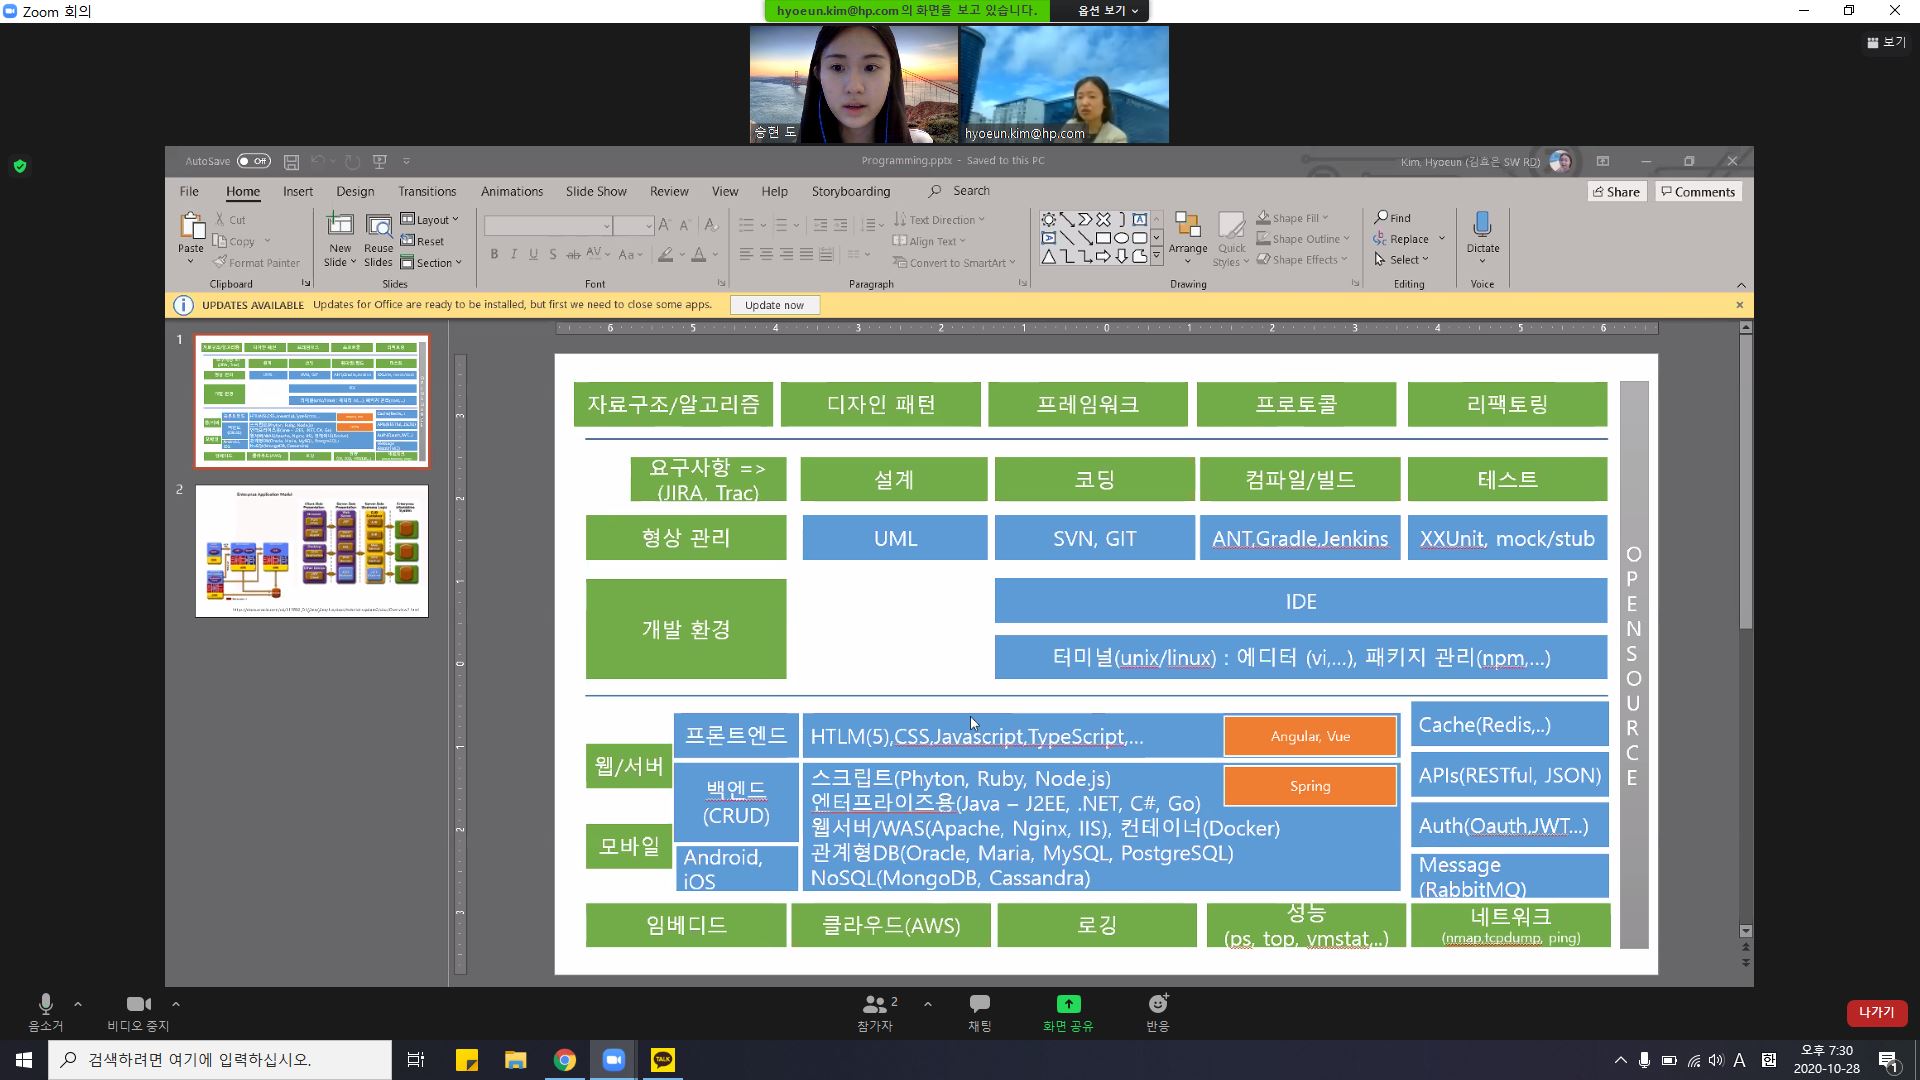 Zoom 회의
hyoeun.kim@hp.com의 화면을 보고 있습니다.
옵션 보기
보기
송현 도
hyoeun.kim@hp.com
AutoSave
Off
Programming.pptx - Saved to this PC
Kim, Hyoeun (김효은 SW RD)
File Home Insert Design Transitions Animations Slide Show Review View Help Storyboarding Search
Share
Comments
Paste
Cut
Copy
Format Painter
Clipboard
New Slide
Reuse Slides
Layout
Reset
Section
Slides
Font
Text Direction
Align Text
Convert to SmartArt
Paragraph
Arrange
Quick Styles
Shape Fill
Shape Outline
Shape Effects
Drawing
Find
Replace
Select
Editing
Dictate
Voice
UPDATES AVAILABLE Updates for Office are ready to be installed, but first we need to close some apps.
Update now
1
2
자료구조/알고리즘
디자인 패턴
프레임워크
프로토콜
리팩토링
요구사항 =>
(JIRA, Trac)
설계
코딩
컴파일/빌드
테스트
형상 관리
UML
SVN, GIT
ANT,Gradle,Jenkins
XXUnit, mock/stub
개발 환경
IDE
터미널(unix/linux) : 에디터 (vi,...), 패키지 관리(npm,...)
OPENSOURCE
웹/서버
모바일
프론트엔드
HTLM(5),CSS,Javascript,TypeScript,...
Angular, Vue
백엔드
(CRUD)
스크립트(Phyton, Ruby, Node.js)
엔터프라이즈용(Java – J2EE, .NET, C#, Go)
웹서버/WAS(Apache, Nginx, IIS), 컨테이너(Docker)
관계형DB(Oracle, Maria, MySQL, PostgreSQL)
NoSQL(MongoDB, Cassandra)
Spring
Android,
iOS
Cache(Redis,..)
APIs(RESTful, JSON)
Auth(Oauth,JWT...)
Message
(RabbitMQ)
임베디드
클라우드(AWS)
로깅
성능
(ps, top, vmstat,..)
네트워크
(nmap,tcpdump, ping)
음소거
비디오 중지
2
참가자
채팅
화면 공유
반응
나가기
검색하려면 여기에 입력하십시오.
TALK
A
한
오후 7:30
2020-10-28
1